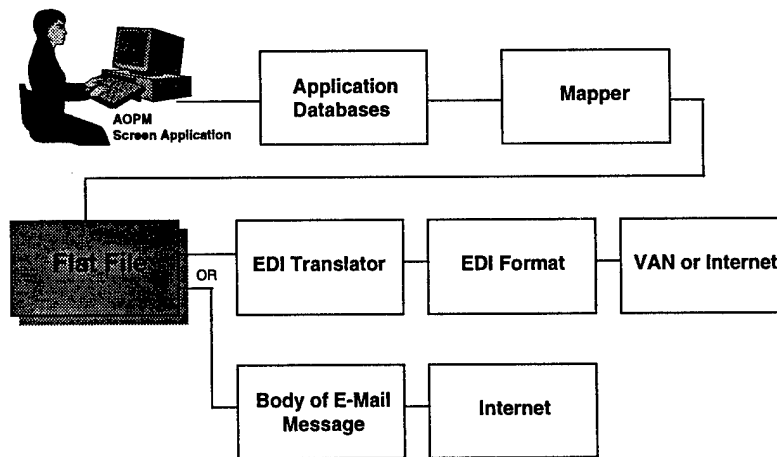 AOPM
Screen Application
Application
Databases
Mapper
Flat File
OR
EDI Translator
EDI Format
VAN or Internet
Body of E-Mail
Message
Internet